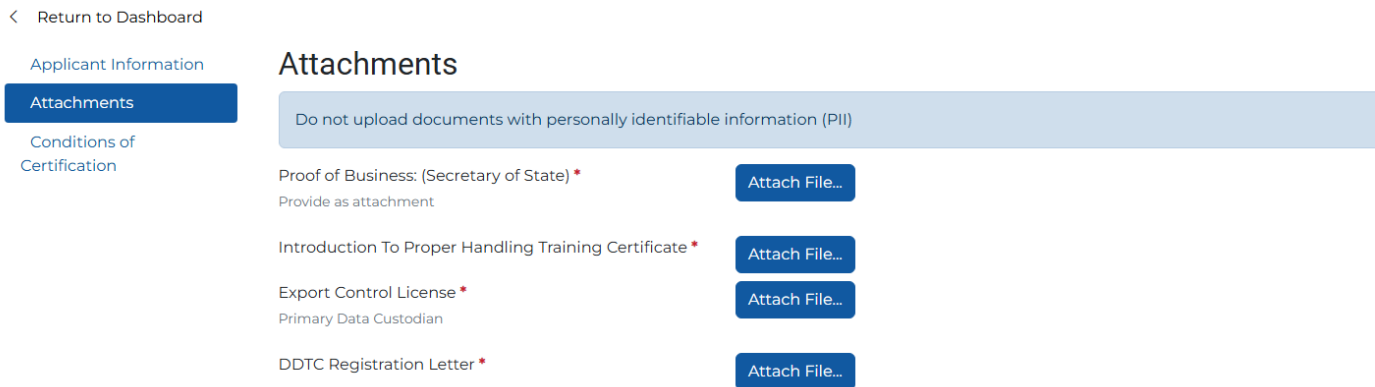 Return to Dashboard
Applicant Information
Attachments
Conditions of
Certification
Attachments
Do not upload documents with personally identifiable information (PII)
Proof of Business: (Secretary of State) *
Attach File...
Provide as attachment
Introduction To Proper Handling Training Certificate *
Attach File...
Export Control License *
Attach File...
Primary Data Custodian
DDTC Registration Letter *
Attach File...